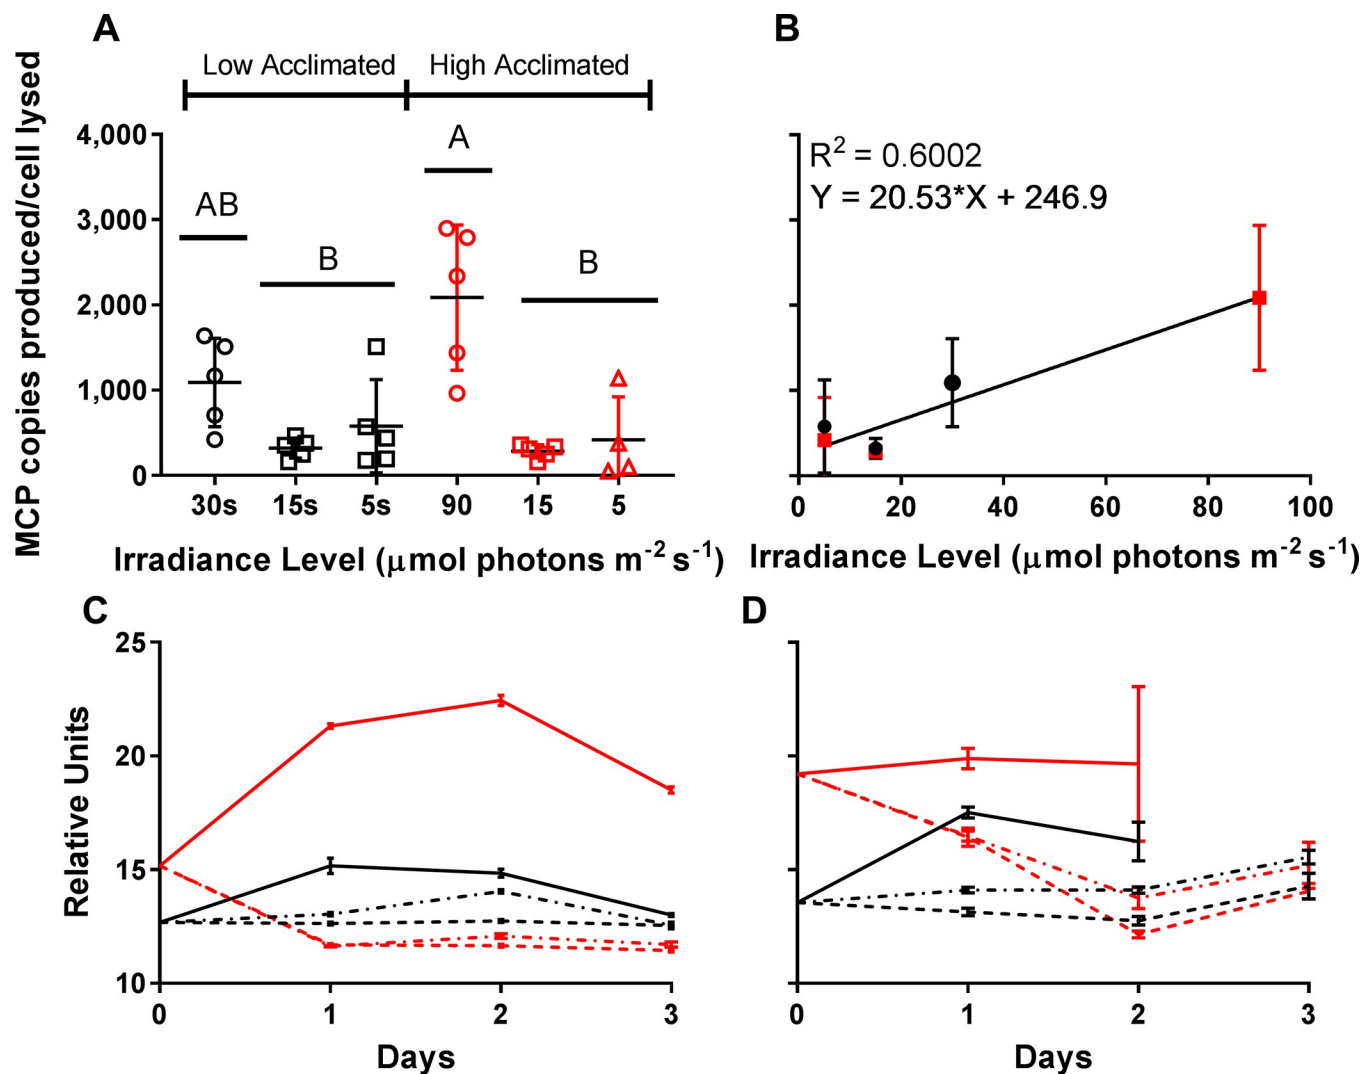 A
Low Acclimated
High Acclimated
MCP copies produced/cell lysed
4,000
3,000
2,000
1,000
0
AB
B
A
B
30s
15s
5s
90
15
5
Irradiance Level (μmol photons m⁻² s⁻¹)
B
R² = 0.6002
Y = 20.53*X + 246.9
0
20
40
60
80
100
Irradiance Level (μmol photons m⁻² s⁻¹)
C
Relative Units
25
20
15
10
0
1
2
3
Days
D
0
1
2
3
Days